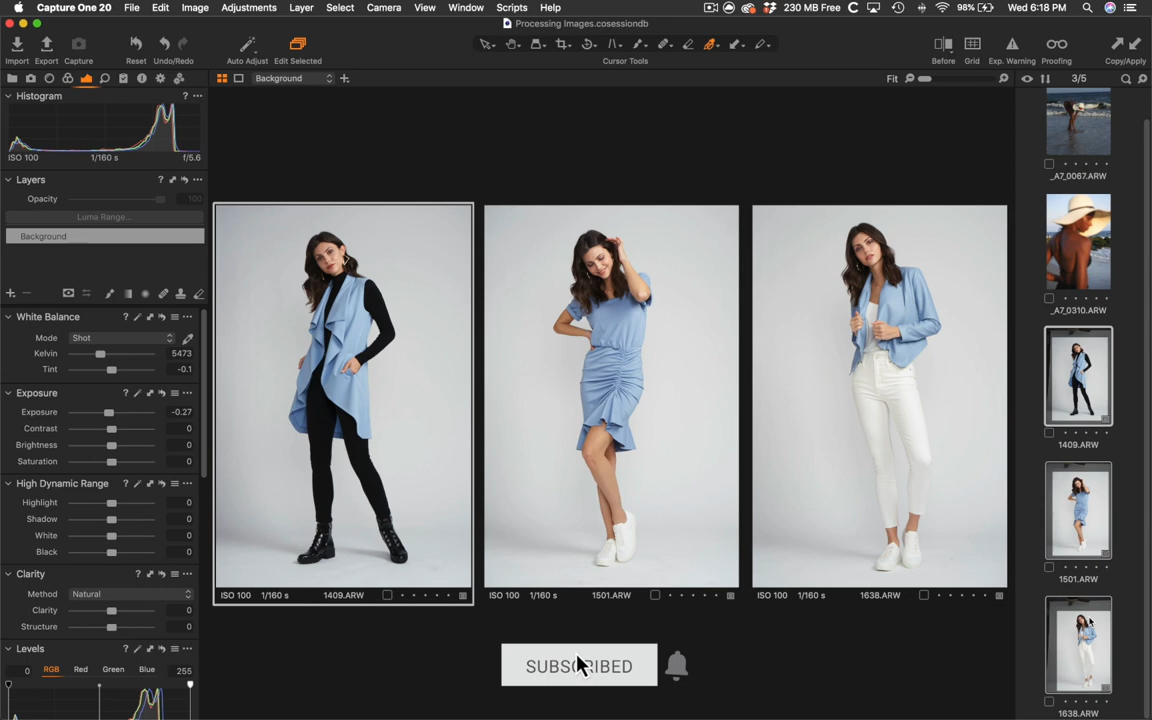 Capture One 20 File Edit Image Adjustments Layer Select Camera View Window Scripts Help 230 MB Free 98% Wed 6:18 PM
Processing Images.cosessiondb
Import Export Capture Reset Undo/Redo Auto Adjust Edit Selected Cursor Tools Before Grid Exp. Warning Proofing Copy/Apply
Background Fit 3/5
Histogram ? ...
ISO 100 1/160 s f/5.6
Layers ? ...
Opacity 100
Luma Range...
Background
White Balance ? ...
Mode Shot
Kelvin 5473
Tint -0.1
Exposure ? ...
Exposure -0.27
Contrast 0
Brightness 0
Saturation 0
High Dynamic Range ? ...
Highlight 0
Shadow 0
White 0
Black 0
Clarity ? ...
Method Natural
Clarity 0
Structure 0
Levels ? ...
0 RGB Red Green Blue 255
ISO 100 1/160 s 1409.ARW
ISO 100 1/160 s 1501.ARW
ISO 100 1/160 s 1638.ARW
SUBSCRIBED
_A7_0067.ARW
_A7_0310.ARW
1409.ARW
1501.ARW
1638.ARW